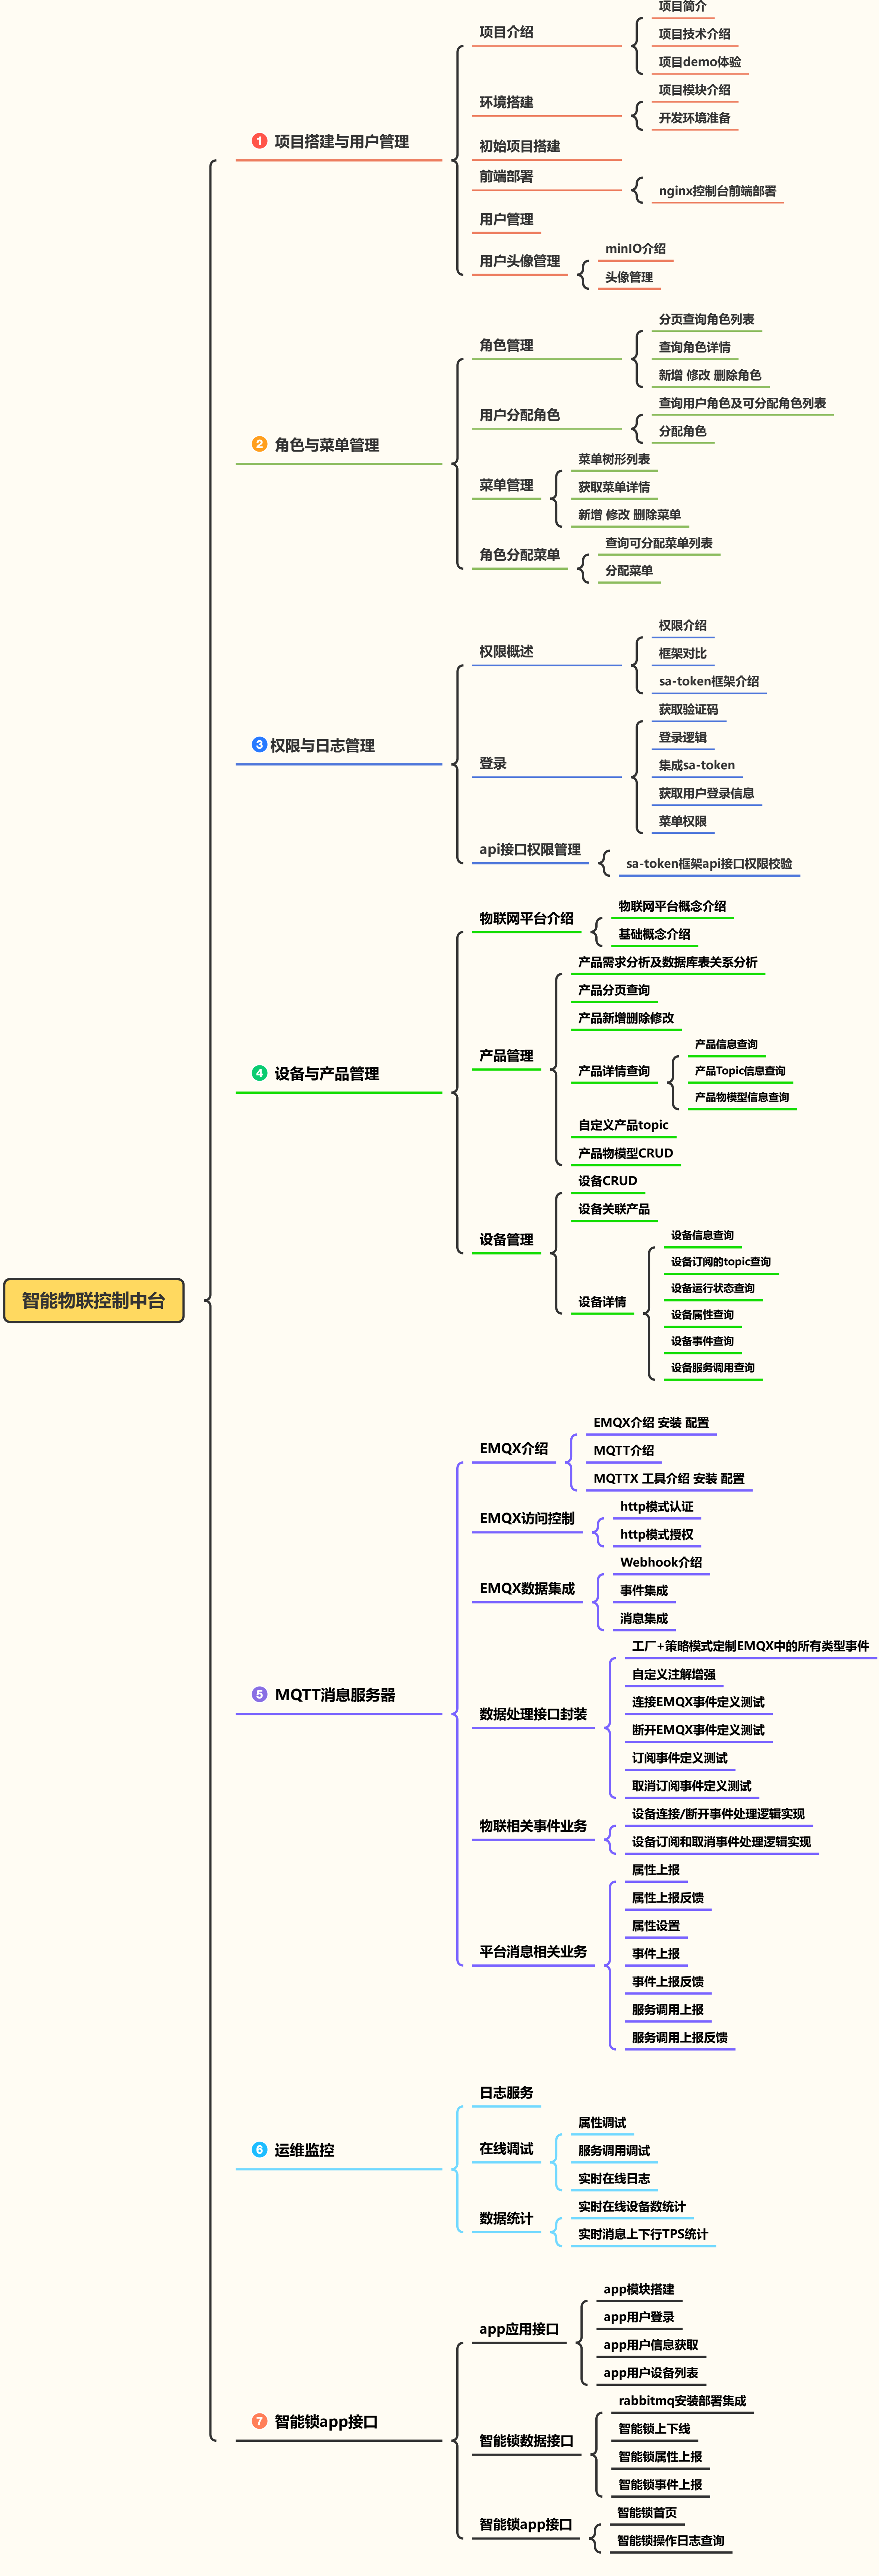 智能物联控制中台
1 项目搭建与用户管理
项目介绍
项目简介
项目技术介绍
项目demo体验
环境搭建
项目模块介绍
开发环境准备
初始项目搭建
前端部署
nginx控制台前端部署
用户管理
用户头像管理
minIO介绍
头像管理
2 角色与菜单管理
角色管理
分页查询角色列表
查询角色详情
新增 修改 删除角色
用户分配角色
查询用户角色及可分配角色列表
分配角色
菜单管理
菜单树形列表
获取菜单详情
新增 修改 删除菜单
角色分配菜单
查询可分配菜单列表
分配菜单
3 权限与日志管理
权限概述
权限介绍
框架对比
sa-token框架介绍
登录
获取验证码
登录逻辑
集成sa-token
获取用户登录信息
菜单权限
api接口权限管理
sa-token框架api接口权限校验
4 设备与产品管理
物联网平台介绍
物联网平台概念介绍
基础概念介绍
产品管理
产品需求分析及数据库表关系分析
产品分页查询
产品新增删除修改
产品详情查询
产品信息查询
产品Topic信息查询
产品物模型信息查询
自定义产品topic
产品物模型CRUD
设备管理
设备CRUD
设备关联产品
设备详情
设备信息查询
设备订阅的topic查询
设备运行状态查询
设备属性查询
设备事件查询
设备服务调用查询
5 MQTT消息服务器
EMQX介绍
EMQX介绍 安装 配置
MQTT介绍
MQTTX 工具介绍 安装 配置
EMQX访问控制
http模式认证
http模式授权
EMQX数据集成
Webhook介绍
事件集成
消息集成
数据处理接口封装
工厂+策略模式定制EMQX中的所有类型事件
自定义注解增强
连接EMQX事件定义测试
断开EMQX事件定义测试
订阅事件定义测试
取消订阅事件定义测试
物联相关事件业务
设备连接/断开事件处理逻辑实现
设备订阅和取消事件处理逻辑实现
平台消息相关业务
属性上报
属性上报反馈
属性设置
事件上报
事件上报反馈
服务调用上报
服务调用上报反馈
6 运维监控
日志服务
在线调试
属性调试
服务调用调试
实时在线日志
数据统计
实时在线设备数统计
实时消息上下行TPS统计
7 智能锁app接口
app应用接口
app模块搭建
app用户登录
app用户信息获取
app用户设备列表
智能锁数据接口
rabbitmq安装部署集成
智能锁上下线
智能锁属性上报
智能锁事件上报
智能锁app接口
智能锁首页
智能锁操作日志查询